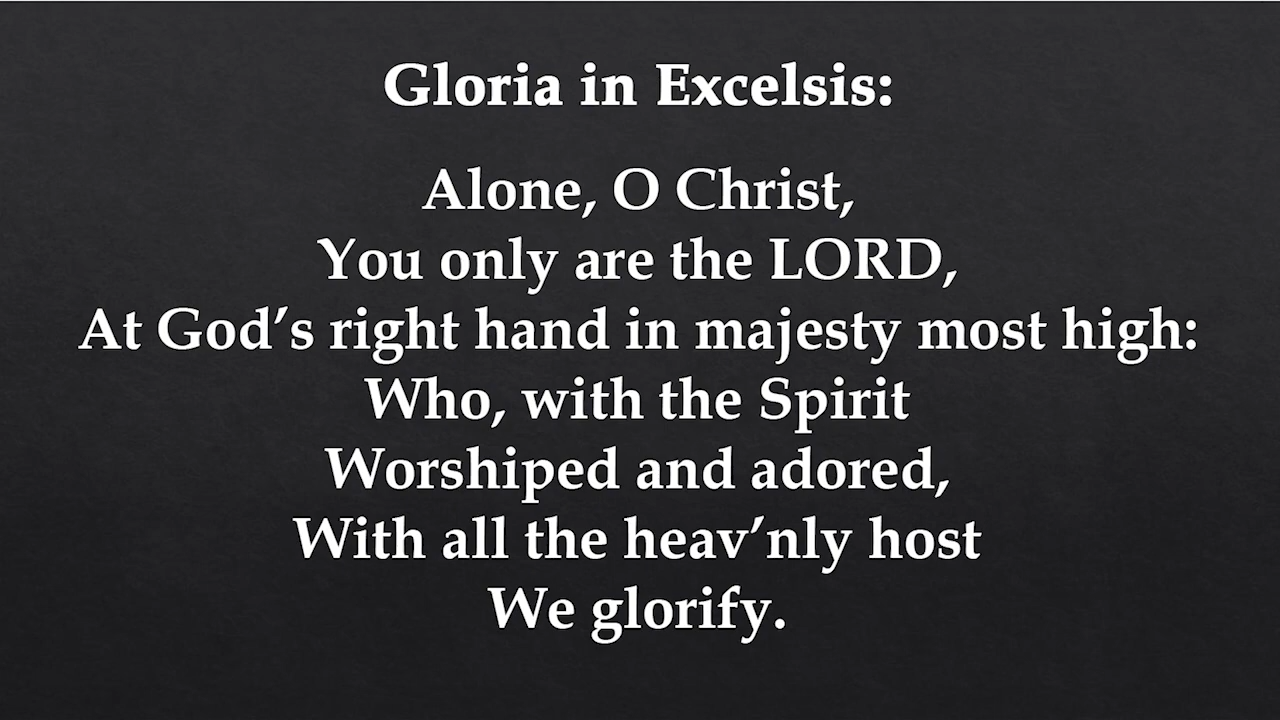 Gloria in Excelsis:
Alone, O Christ,
You only are the LORD,
At God’s right hand in majesty most high:
Who, with the Spirit
Worshiped and adored,
With all the heav’nly host
We glorify.